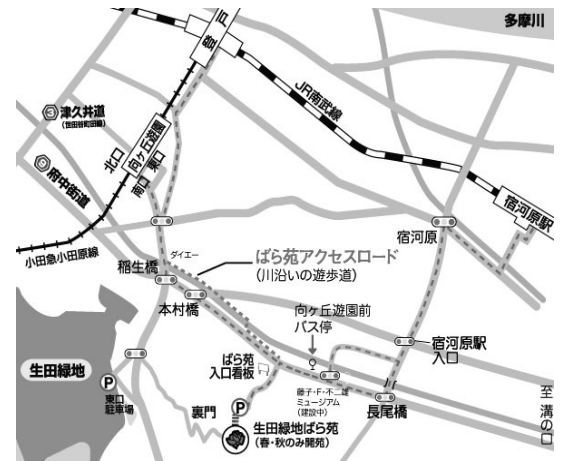 多摩川
登戸
JR南武線
③津久井道
(世田谷町田線)
向ヶ丘遊園
北口
東口
南口
⑨府中街道
宿河原駅
小田急小田原線
宿河原
ダイエー
ばら苑アクセスロード
(川沿いの遊歩道)
稲生橋
本村橋
向ヶ丘遊園前
バス停
宿河原駅
入口
ばら苑
入口看板
生田緑地
P
東口
駐車場
裏門
P
藤子・F・不二雄
ミュージアム
(建設中)
長尾橋
至 溝の口
生田緑地ばら苑
(春・秋のみ開苑)